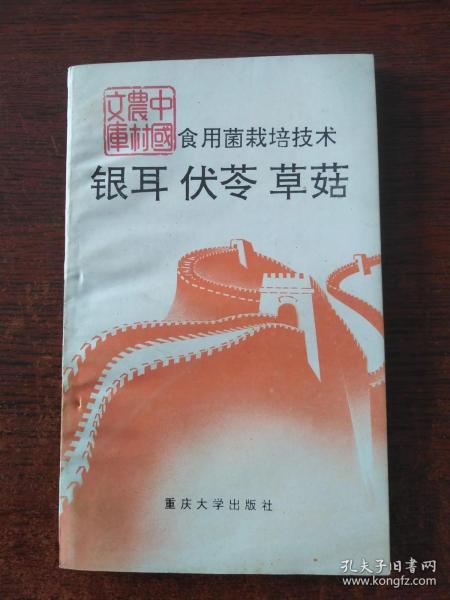 中國農村文庫
食用菌栽培技术
银耳 伏苓 草菇
重庆大学出版社
孔夫子旧书网
www.kongfz.com